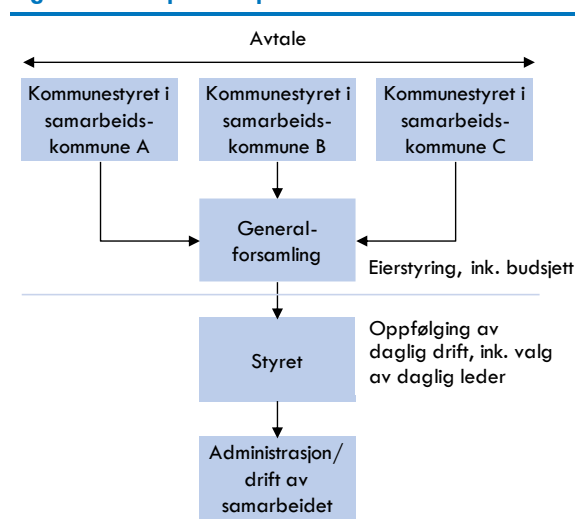 Avtale
Kommunestyret i
samarbeids-
kommune A
Kommunestyret i
samarbeids-
kommune B
Kommunestyret i
samarbeids-
kommune C
General-
forsamling
Eierstyring, ink. budsjett
Styret
Oppfølging av
daglig drift, ink. valg
av daglig leder
Administrasjon/
drift av
samarbeidet